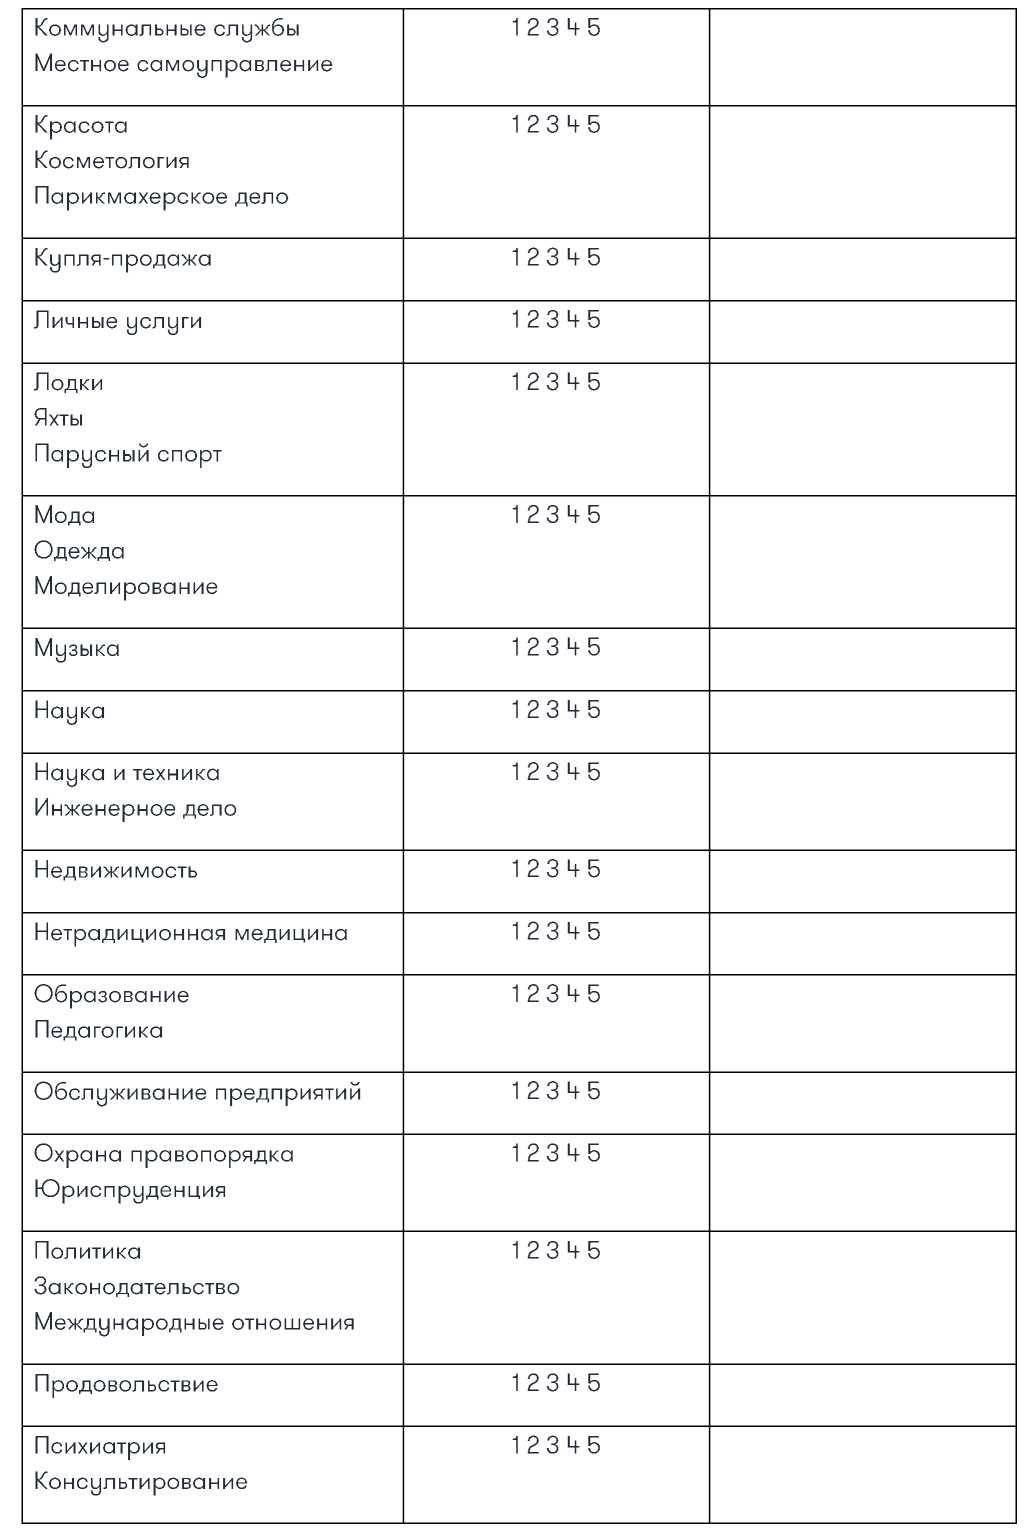 Коммунальные службы 1 2 3 4 5
Местное самоуправление
Красота 1 2 3 4 5
Косметология
Парикмахерское дело
Купля-продажа 1 2 3 4 5
Личные услуги 1 2 3 4 5
Лодки 1 2 3 4 5
Яхты
Парусный спорт
Мода 1 2 3 4 5
Одежда
Моделирование
Музыка 1 2 3 4 5
Наука 1 2 3 4 5
Наука и техника 1 2 3 4 5
Инженерное дело
Недвижимость 1 2 3 4 5
Нетрадиционная медицина 1 2 3 4 5
Образование 1 2 3 4 5
Педагогика
Обслуживание предприятий 1 2 3 4 5
Охрана правопорядка 1 2 3 4 5
Юриспруденция
Политика 1 2 3 4 5
Законодательство
Международные отношения
Продовольствие 1 2 3 4 5
Психиатрия 1 2 3 4 5
Консультирование